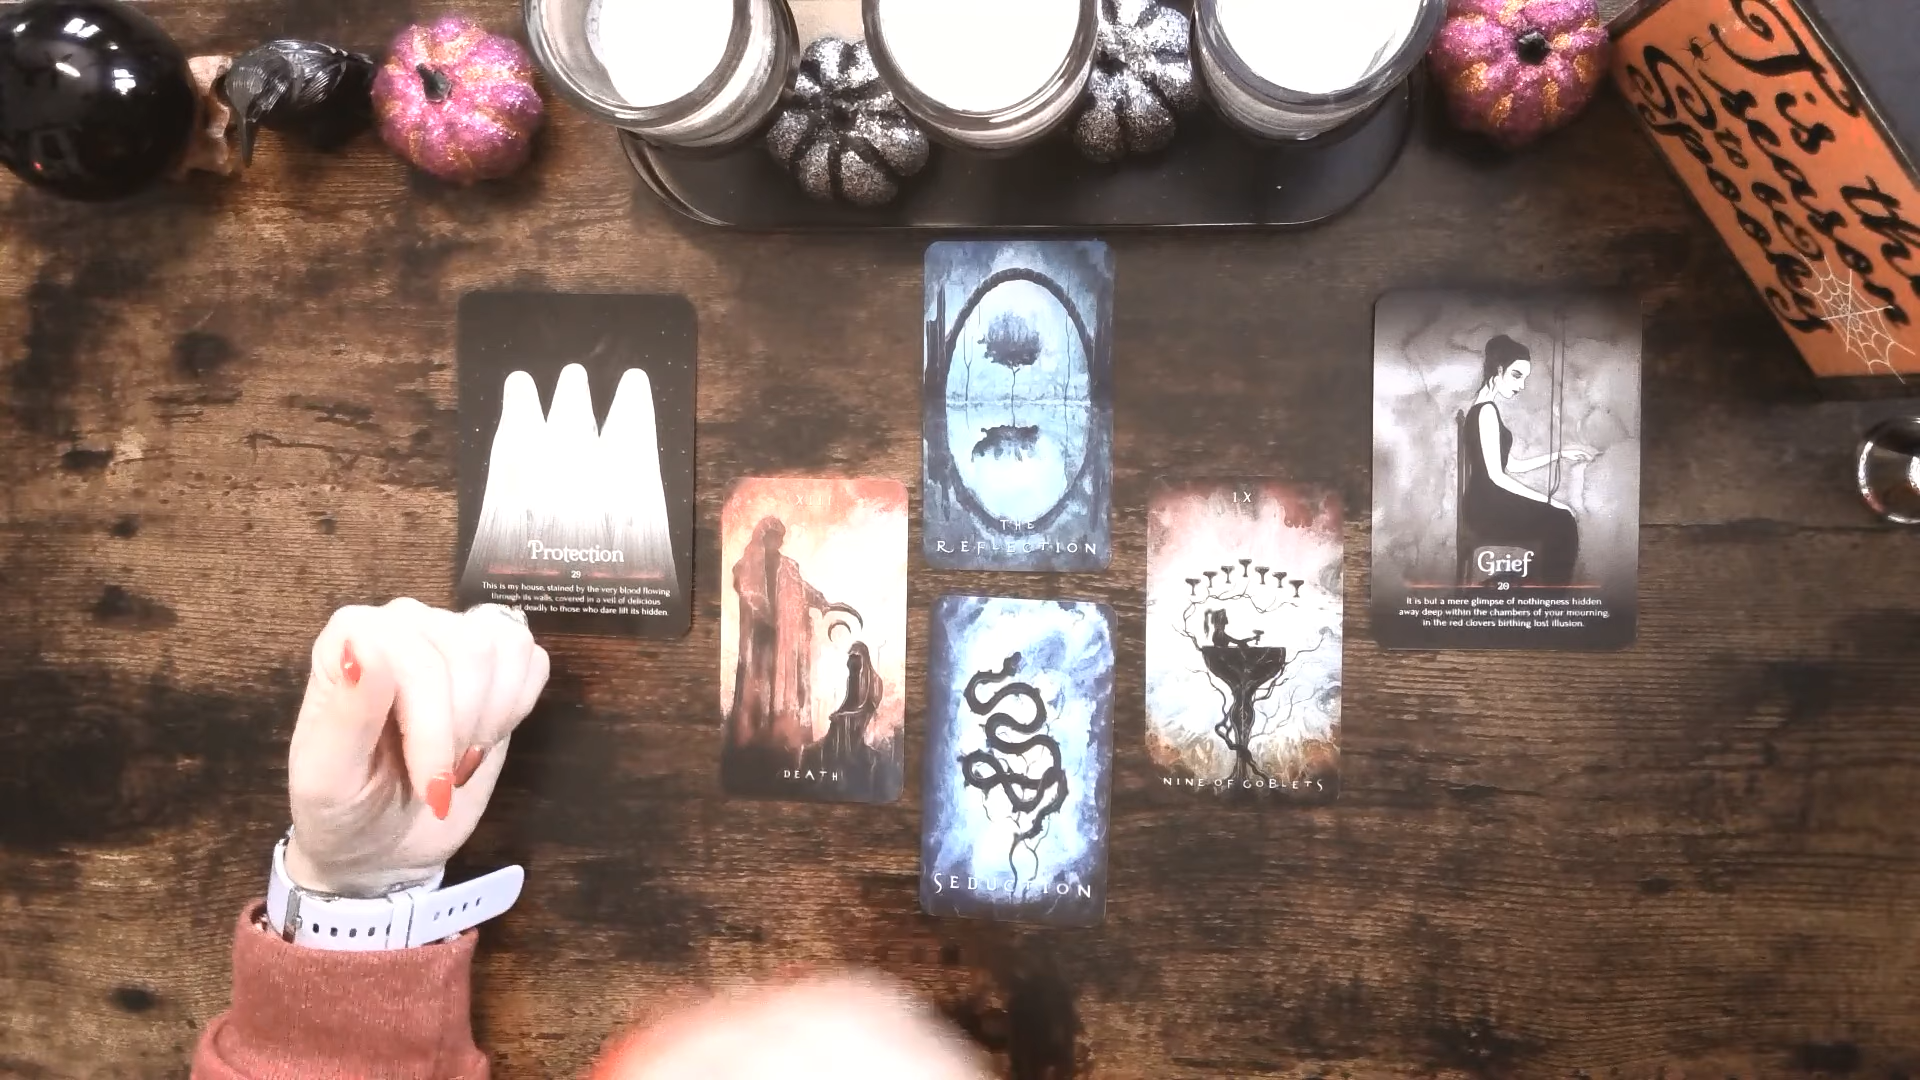 'Tis the
season
to be
Spooky
THE
REFLECTION
XIII
DEATH
IX
NINE OF GOBLETS
Protection
29
This is my house, stained by the very blood flowing
through its walls, covered in a veil of delicious
yet deadly to those who dare lift its hidden.
Grief
20
It is but a mere glimpse of nothingness hidden
away deep within the chambers of your mourning,
in the red clovers birthing lost illusion.
SEDUCTION